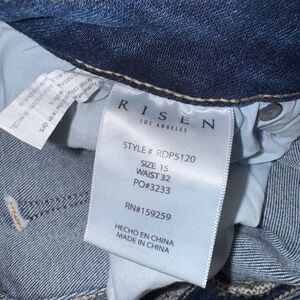 RISEN
LOS ANGELES
STYLE # RDP5120
SIZE 15
WAIST 32
PO#3233
RN#159259
HECHO EN CHINA
MADE IN CHINA